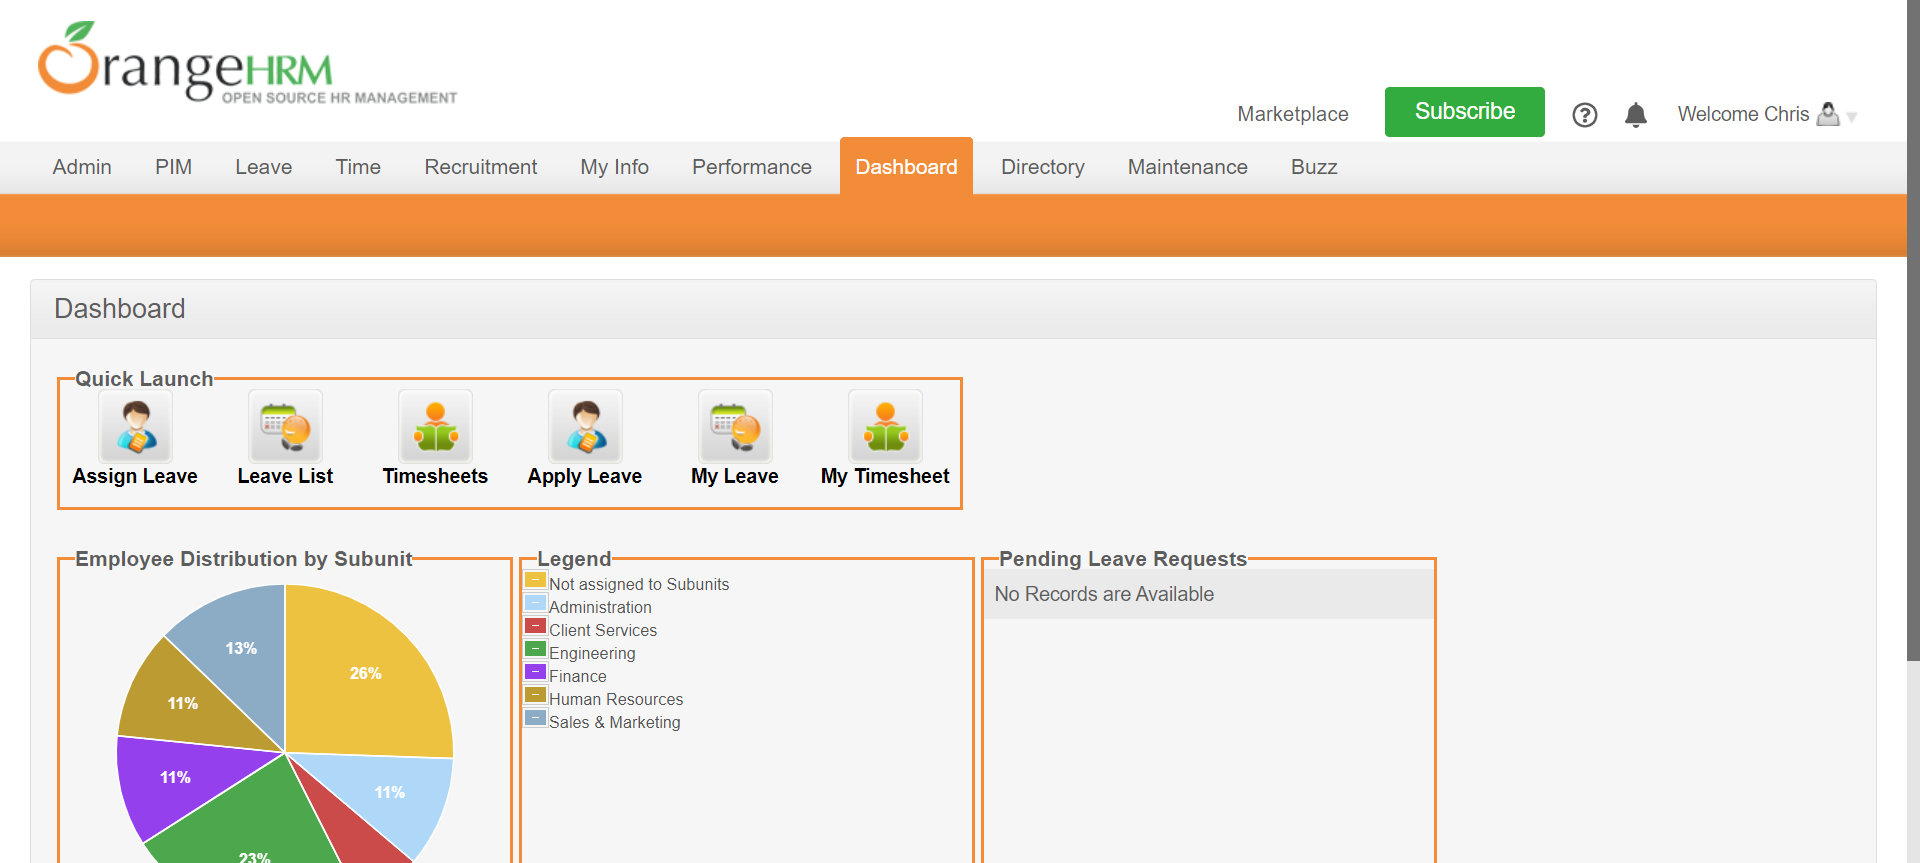 OrangeHRM
OPEN SOURCE HR MANAGEMENT
Marketplace
Subscribe
?
Welcome Chris
Admin PIM Leave Time Recruitment My Info Performance Dashboard Directory Maintenance Buzz
Dashboard
Quick Launch
Assign Leave Leave List Timesheets Apply Leave My Leave My Timesheet
Employee Distribution by Subunit
13%
26%
11%
11%
11%
23%
Legend
Not assigned to Subunits
Administration
Client Services
Engineering
Finance
Human Resources
Sales & Marketing
Pending Leave Requests
No Records are Available